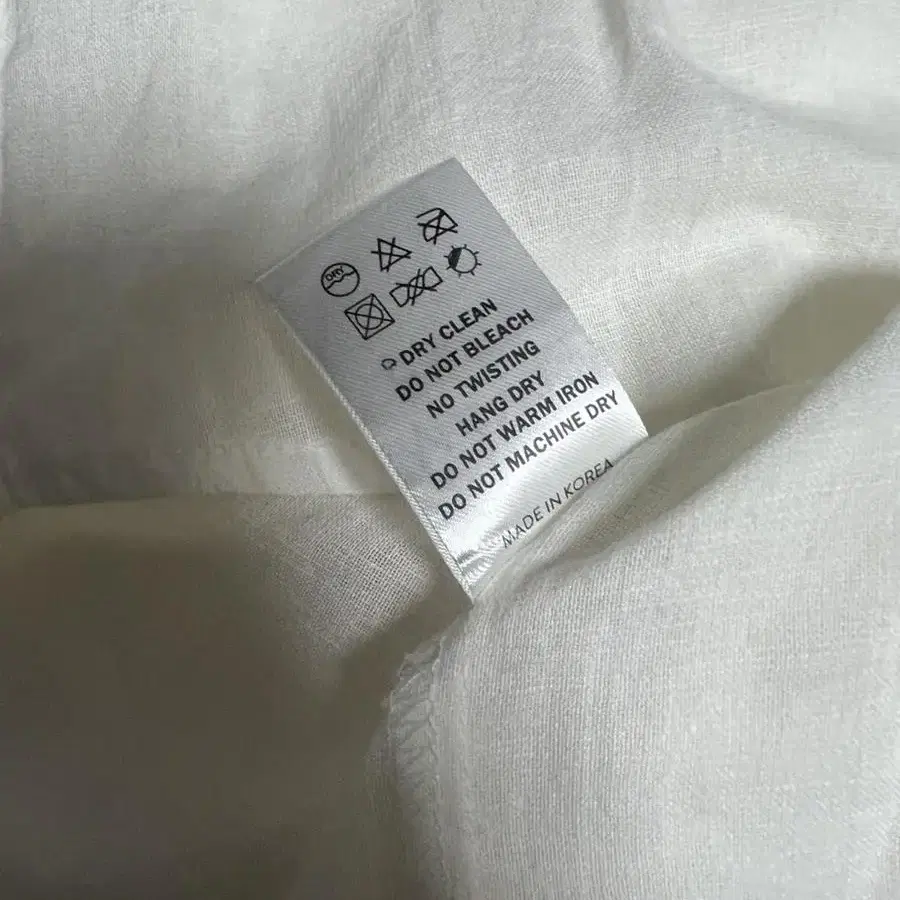 DRY
DRY CLEAN
DO NOT BLEACH
NO TWISTING
HANG DRY
DO NOT WARM IRON
DO NOT MACHINE DRY
MADE IN KOREA